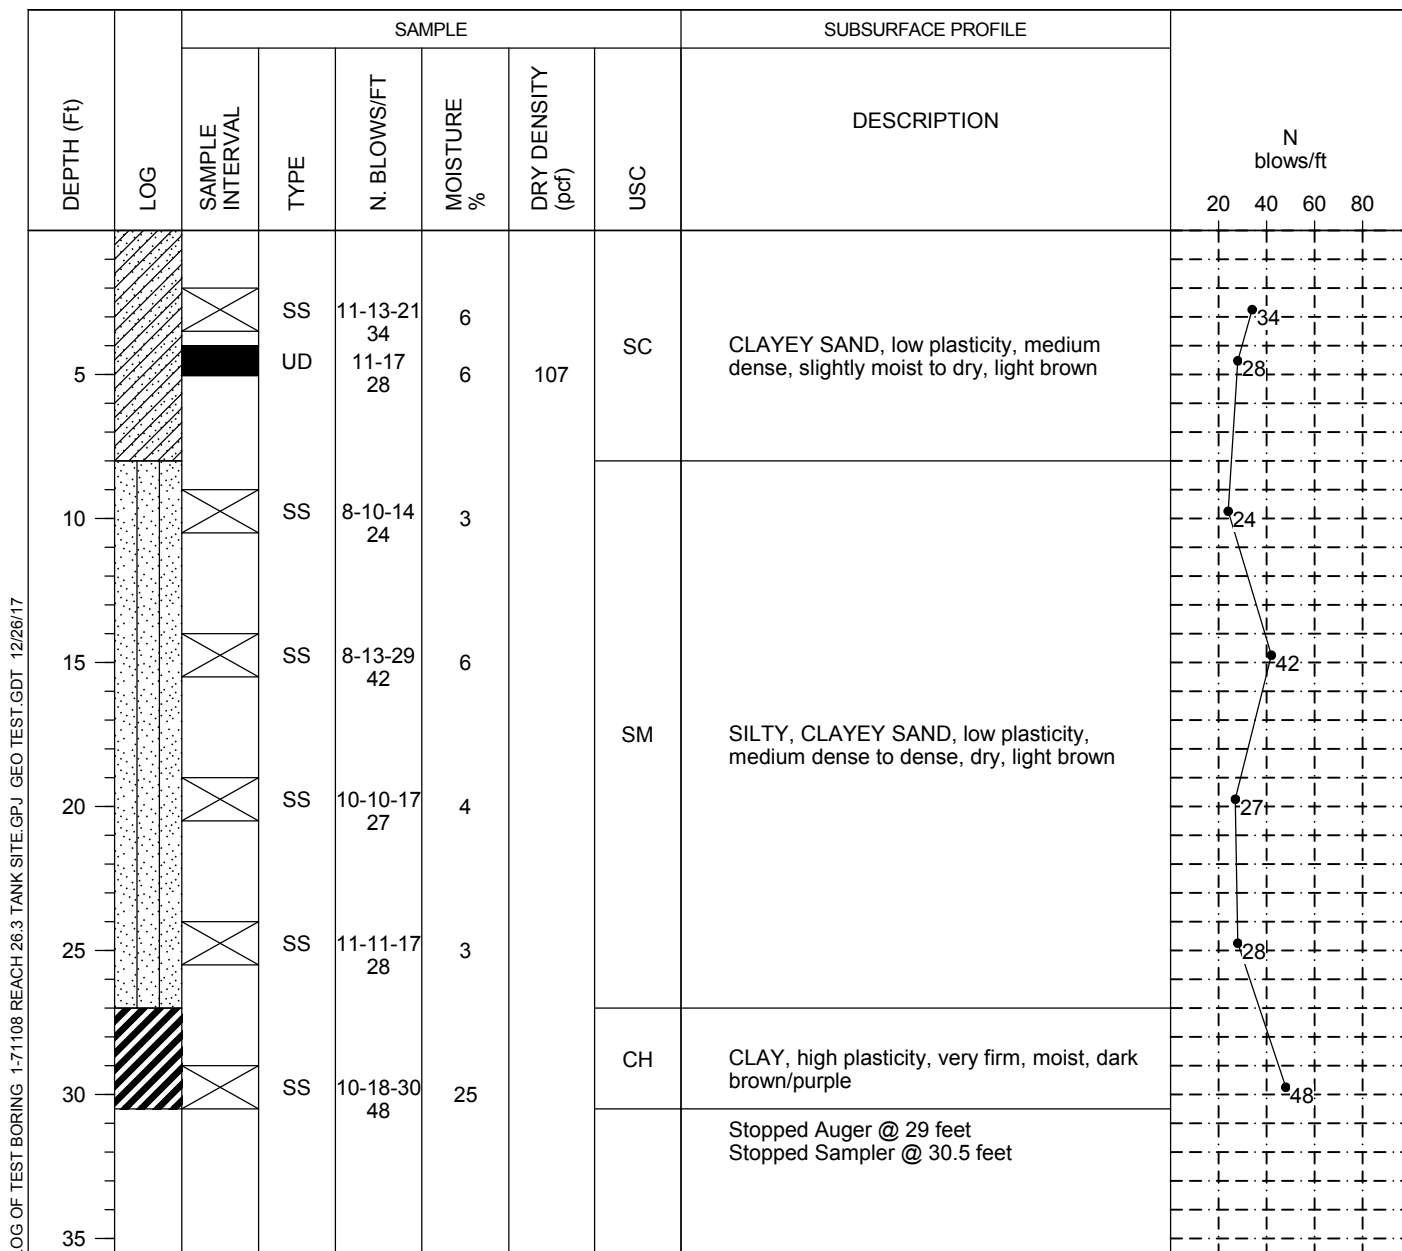 SAMPLE
SUBSURFACE PROFILE
DEPTH (Ft)
LOG
SAMPLE
INTERVAL
TYPE
N. BLOWS/FT
MOISTURE
%
DRY DENSITY
(pcf)
USC
DESCRIPTION
N
blows/ft
20 40 60 80
SS 11-13-21 6
34
34
SC CLAYEY SAND, low plasticity, medium
dense, slightly moist to dry, light brown
UD 11-17 6 107
28
28
5
10 SS 8-10-14 3
24
24
15 SS 8-13-29 6
42
42
SM SILTY, CLAYEY SAND, low plasticity,
medium dense to dense, dry, light brown
20 SS 10-10-17 4
27
27
25 SS 11-11-17 3
28
28
CH CLAY, high plasticity, very firm, moist, dark
brown/purple
30 SS 10-18-30 25
48
48
Stopped Auger @ 29 feet
Stopped Sampler @ 30.5 feet
35
OG OF TEST BORING 1-71108 REACH 26.3 TANK SITE.GPJ GEO TEST.GDT 12/26/17